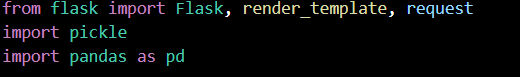 from flask import Flask, render_template, request
import pickle
import pandas as pd